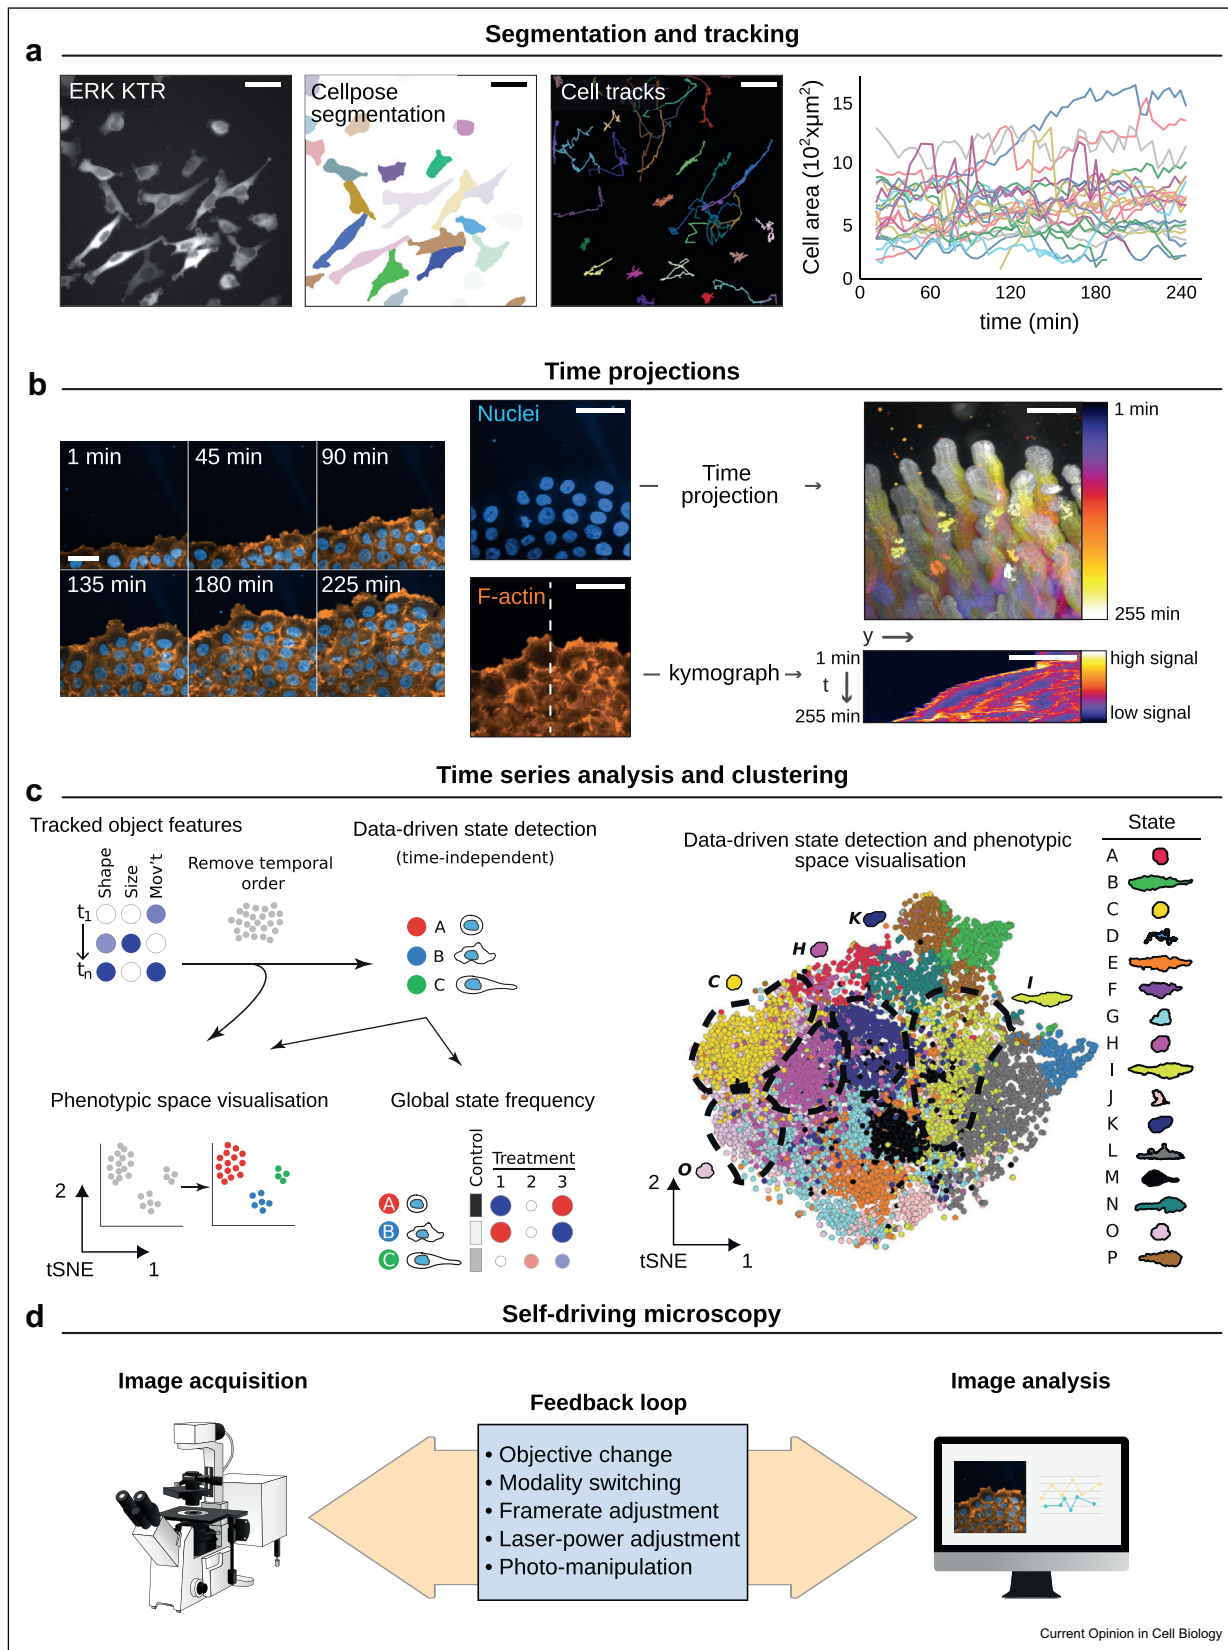 a
Segmentation and tracking
ERK KTR
Cellpose
segmentation
Cell tracks
Cell area (10²xµm²)
15
10
5
0
0 60 120 180 240
time (min)
b
Time projections
1 min 45 min 90 min
135 min 180 min 225 min
Nuclei
Time
projection
1 min
255 min
F-actin
kymograph
y
1 min
t
255 min
high signal
low signal
c
Time series analysis and clustering
Tracked object features
Shape
Size
Mov't
t1
tn
Remove temporal
order
Data-driven state detection
(time-independent)
A
B
C
Phenotypic space visualisation
2
tSNE 1
Global state frequency
Control
Treatment
1 2 3
A
B
C
Data-driven state detection and phenotypic
space visualisation
K
H
C
I
O
2
tSNE 1
State
A
B
C
D
E
F
G
H
I
J
K
L
M
N
O
P
d
Self-driving microscopy
Image acquisition
Feedback loop
• Objective change
• Modality switching
• Framerate adjustment
• Laser-power adjustment
• Photo-manipulation
Image analysis
Current Opinion in Cell Biology